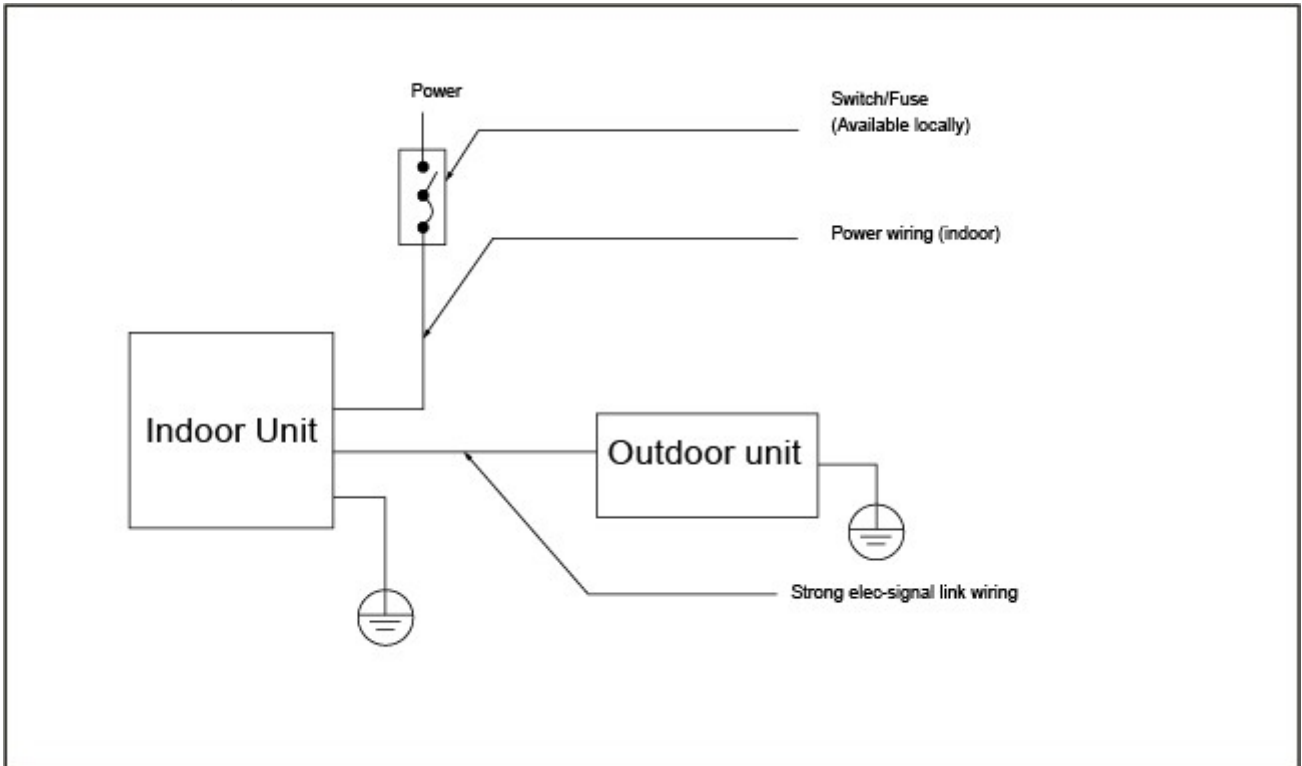 Power
Switch/Fuse
(Available locally)
Power wiring (indoor)
Indoor Unit
Outdoor unit
Strong elec-signal link wiring